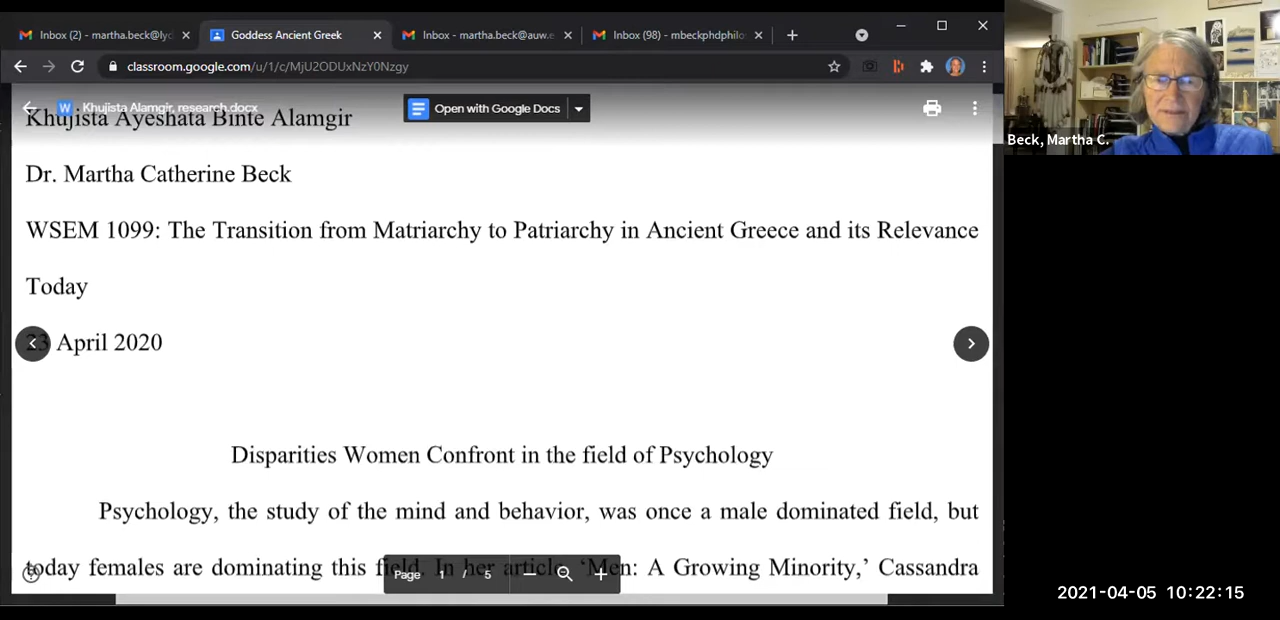 Inbox (2) - martha.beck@lyc
Goddess Ancient Greek
Inbox - martha.beck@auw.e
Inbox (98) - mbeckphdphilo
classroom.google.com/u/1/c/MjU2ODUxNzY0Nzgy
Khujista Alamgir, research.docx
Open with Google Docs
Khujista Ayeshata Binte Alamgir
Dr. Martha Catherine Beck
WSEM 1099: The Transition from Matriarchy to Patriarchy in Ancient Greece and its Relevance
Today
23 April 2020
Disparities Women Confront in the field of Psychology
Psychology, the study of the mind and behavior, was once a male dominated field, but
today females are dominating this field. In her article, ‘Men: A Growing Minority,’ Cassandra
Page 1 / 5
Beck, Martha C.
2021-04-05 10:22:15